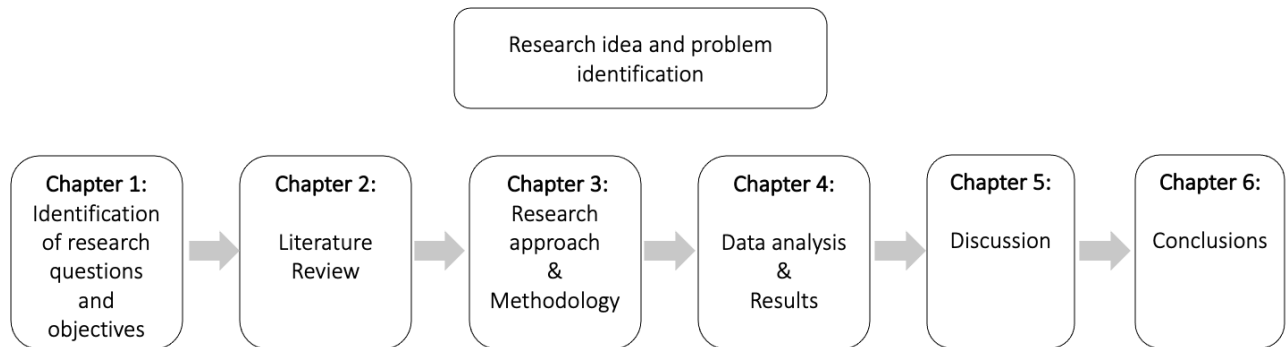 Research idea and problem
identification
Chapter 1:
Identification
of research
questions
and
objectives
Chapter 2:
Literature
Review
Chapter 3:
Research
approach
&
Methodology
Chapter 4:
Data analysis
&
Results
Chapter 5:
Discussion
Chapter 6:
Conclusions